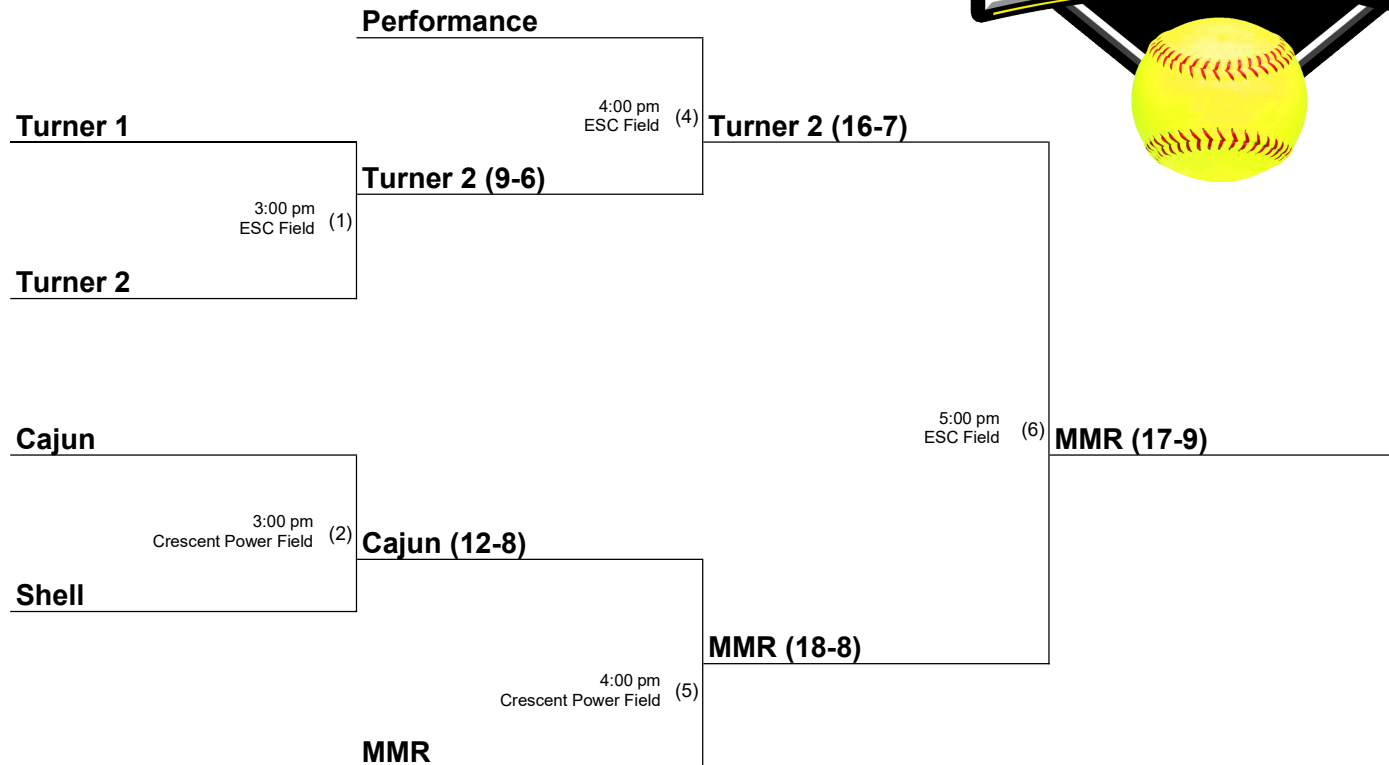 Performance
4:00 pm
ESC Field (4)
Turner 1
Turner 2 (16-7)
Turner 2 (9-6)
3:00 pm
ESC Field (1)
Turner 2
Cajun
5:00 pm
ESC Field (6)
MMR (17-9)
3:00 pm
Crescent Power Field (2)
Cajun (12-8)
Shell
MMR (18-8)
4:00 pm
Crescent Power Field (5)
MMR